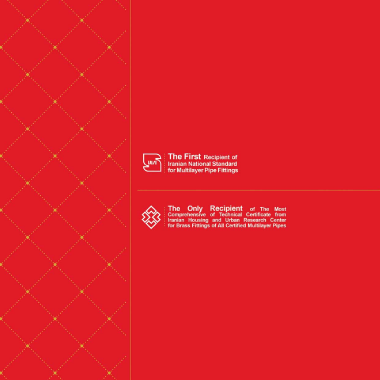 The First Recipient of
Iranian National Standard
for Multilayer Pipe Fittings
The Only Recipient of The Most
Comprehensive of Technical Certificate from
Iranian Housing and Urban Research Center
for Brass Fittings of All Certified Multilayer Pipes